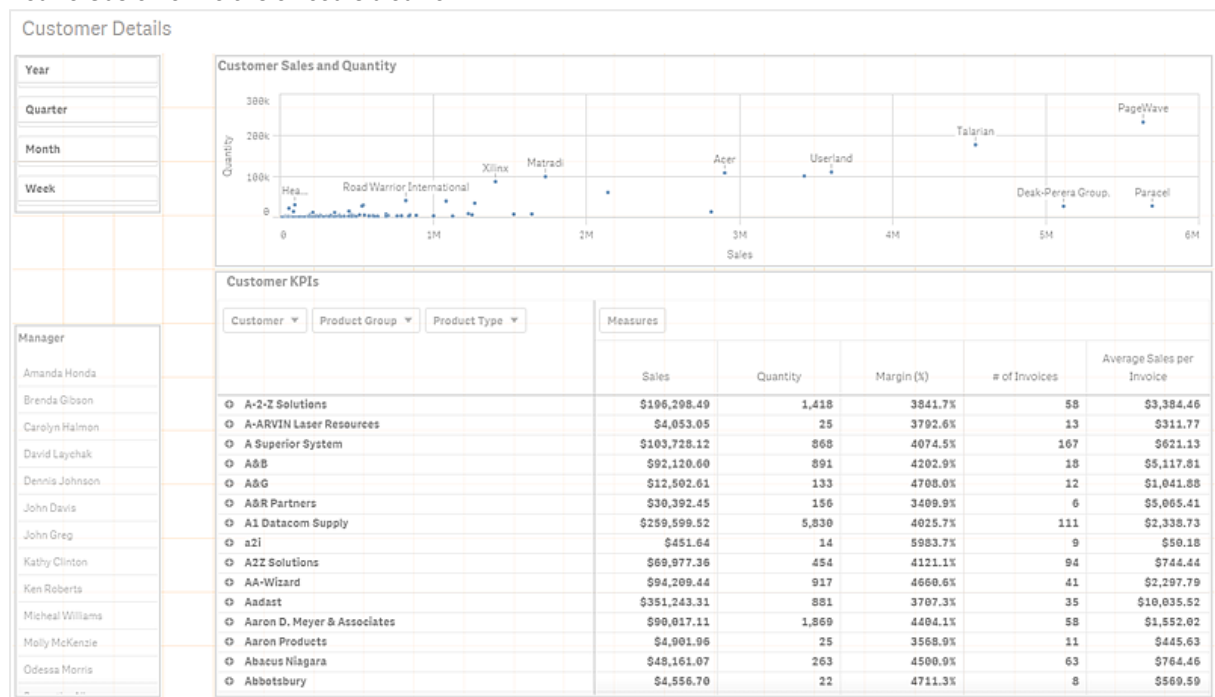 Customer Details
Year
Quarter
Month
Week
Customer Sales and Quantity
Quantity
300k
200k
100k
0
PageWave
Talarian
Acer
Userland
Xilinx
Matradi
Hea...
Road Warrior International
Deak-Perera Group.
Paracel
0
1M
2M
3M
4M
5M
6M
Sales
Manager
Amanda Honda
Brenda Gibson
Carolyn Halmon
David Laychak
Dennis Johnson
John Davis
John Greg
Kathy Clinton
Ken Roberts
Micheal Williams
Molly McKenzie
Odessa Morris
Customer KPIs
Customer Product Group Product Type Measures
Sales Quantity Margin (%) # of Invoices Average Sales per Invoice
A-2-Z Solutions $196,298.49 1,418 3841.7% 58 $3,384.46
A-ARVIN Laser Resources $4,053.05 25 3792.6% 13 $311.77
A Superior System $103,728.12 868 4074.5% 167 $621.13
A&B $92,120.60 891 4202.9% 18 $5,117.81
A&G $12,502.61 133 4708.0% 12 $1,041.88
A&R Partners $30,392.45 156 3409.9% 6 $5,065.41
A1 Datacom Supply $259,599.52 5,830 4025.7% 111 $2,338.73
a2i $451.64 14 5983.7% 9 $50.18
A2Z Solutions $69,977.36 454 4121.1% 94 $744.44
AA-Wizard $94,209.44 917 4660.6% 41 $2,297.79
Aadast $351,243.31 881 3707.3% 35 $10,035.52
Aaron D. Meyer & Associates $90,017.11 1,869 4404.1% 58 $1,552.02
Aaron Products $4,901.96 25 3568.9% 11 $445.63
Abacus Niagara $48,161.07 263 4500.9% 63 $764.46
Abbotsbury $4,556.70 22 4711.3% 8 $569.59